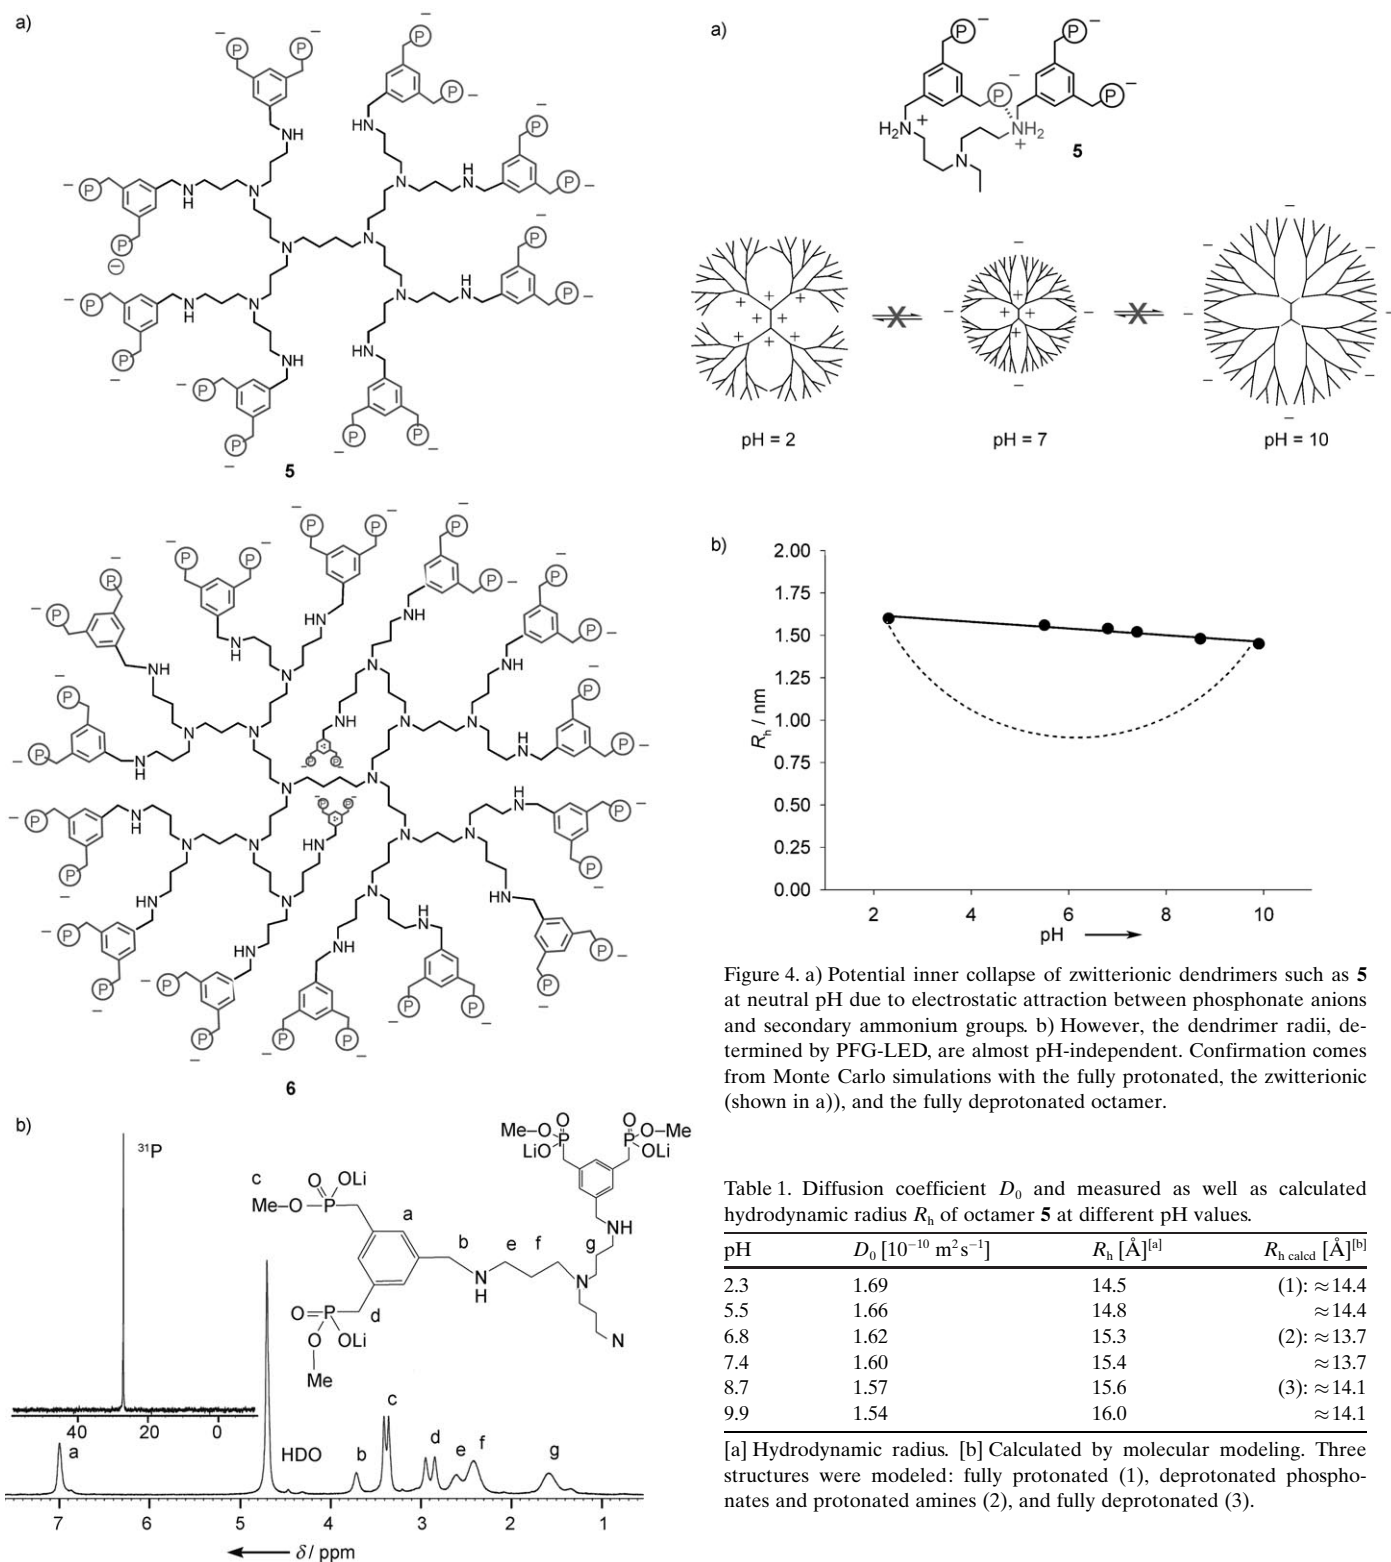 a)
5
6
b)
³¹P
40 20 0
HDO
a
b
c
d
e
f
g
7 6 5 4 3 2 1
δ / ppm
a)
5
pH = 2
pH = 7
pH = 10
b)
2.00
1.75
1.50
1.25
1.00
0.75
0.50
0.25
0.00
Rₕ / nm
2 4 6 8 10
pH
Figure 4. a) Potential inner collapse of zwitterionic dendrimers such as 5
at neutral pH due to electrostatic attraction between phosphonate anions
and secondary ammonium groups. b) However, the dendrimer radii, de-
termined by PFG-LED, are almost pH-independent. Confirmation comes
from Monte Carlo simulations with the fully protonated, the zwitterionic
(shown in a)), and the fully deprotonated octamer.
Table 1. Diffusion coefficient D₀ and measured as well as calculated
hydrodynamic radius Rₕ of octamer 5 at different pH values.
pH D₀ [10⁻¹⁰ m² s⁻¹] Rₕ [Å][a] Rₕ calcd [Å][b]
2.3 1.69 14.5 (1): ≈14.4
5.5 1.66 14.8 ≈14.4
6.8 1.62 15.3 (2): ≈13.7
7.4 1.60 15.4 ≈13.7
8.7 1.57 15.6 (3): ≈14.1
9.9 1.54 16.0 ≈14.1
[a] Hydrodynamic radius. [b] Calculated by molecular modeling. Three
structures were modeled: fully protonated (1), deprotonated phospho-
nates and protonated amines (2), and fully deprotonated (3).